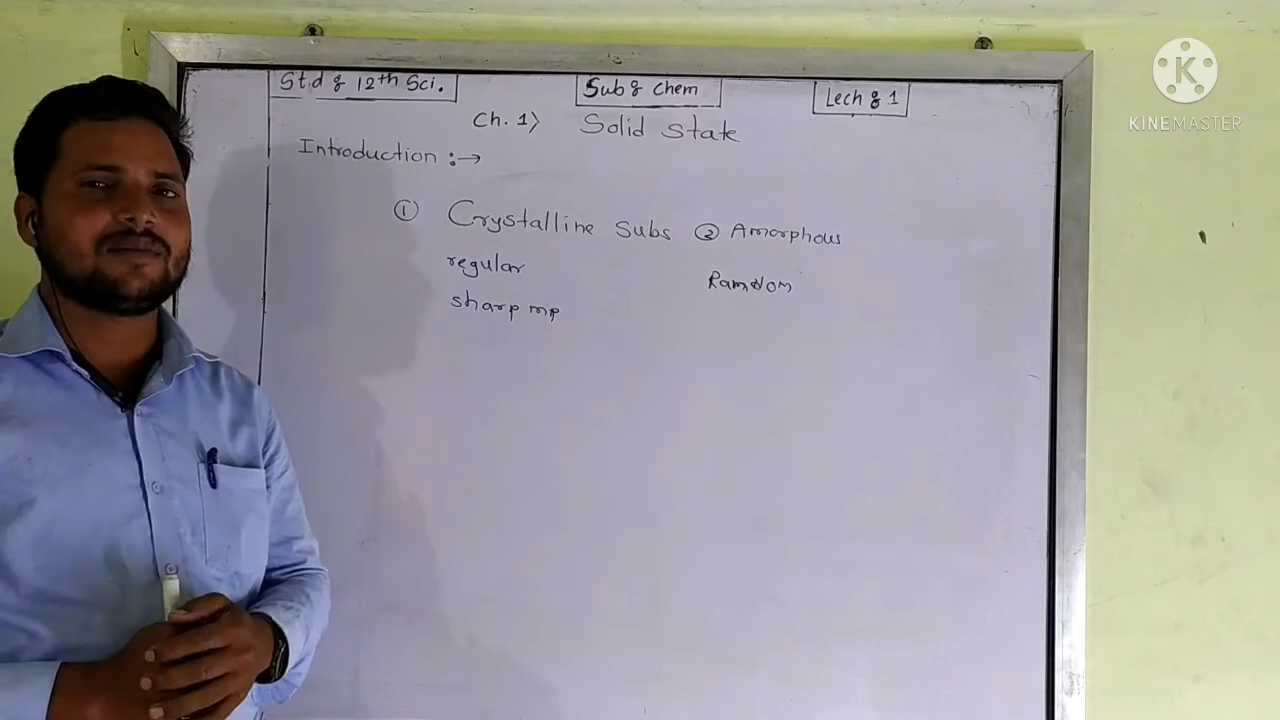 Std : 12th Sci.
Sub : Chem
Lech : 1
Ch. 1) Solid State
Introduction :→
① Crystalline Subs ② Amorphous
regular
Ramdom
sharp mp
K
KINEMASTER